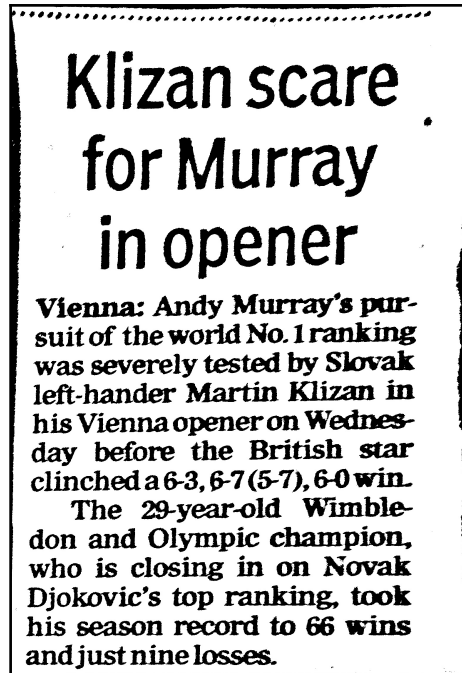 Klizan scare
for Murray
in opener
Vienna: Andy Murray's pur-
suit of the world No. 1 ranking
was severely tested by Slovak
left-hander Martin Klizan in
his Vienna opener on Wednes-
day before the British star
clinched a 6-3, 6-7 (5-7), 6-0 win.
The 29-year-old Wimble-
don and Olympic champion,
who is closing in on Novak
Djokovic's top ranking, took
his season record to 66 wins
and just nine losses.